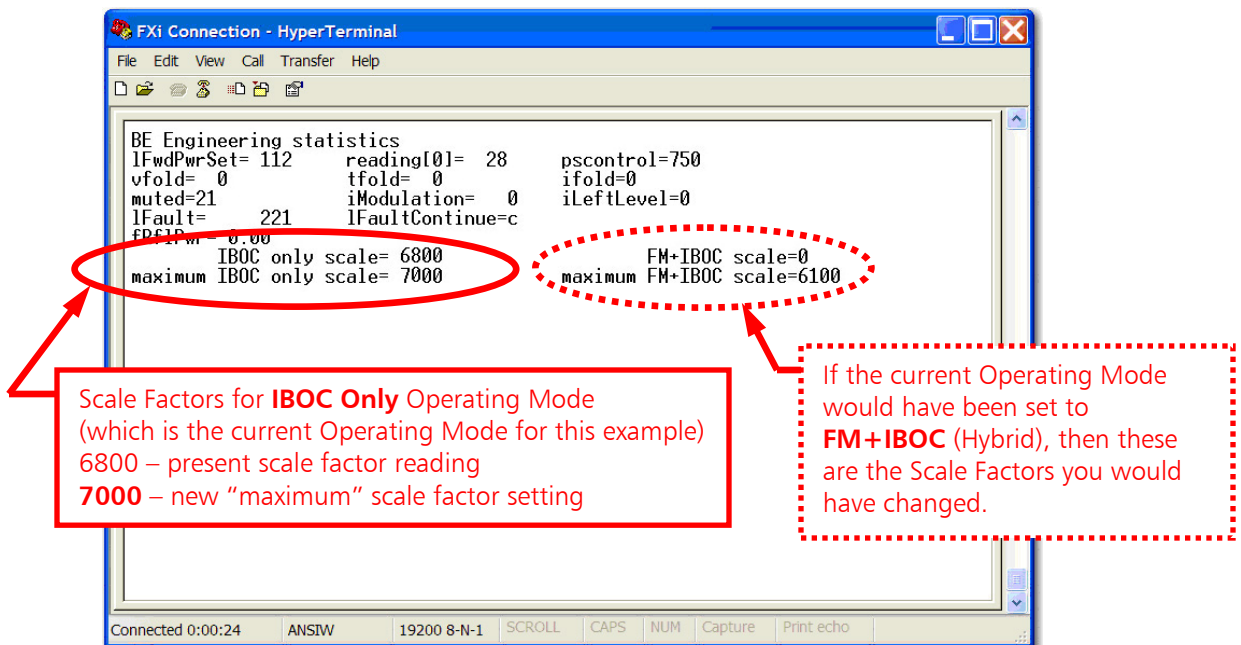 FXi Connection - HyperTerminal
File Edit View Call Transfer Help
BE Engineering statistics
lFwdPwrSet= 112 reading[0]= 28 pscontrol=750
vfold= 0 tfold= 0 ifold=0
muted=21 iModulation= 0 iLeftLevel=0
lFault= 221 lFaultContinue=c
fRflPwr= 0.00
IBOC only scale= 6800 FM+IBOC scale=0
maximum IBOC only scale= 7000 maximum FM+IBOC scale=6100
Scale Factors for IBOC Only Operating Mode
(which is the current Operating Mode for this example)
6800 – present scale factor reading
7000 – new “maximum” scale factor setting
If the current Operating Mode
would have been set to
FM+IBOC (Hybrid), then these
are the Scale Factors you would
have changed.
Connected 0:00:24 ANSIW 19200 8-N-1 SCROLL CAPS NUM Capture Print echo